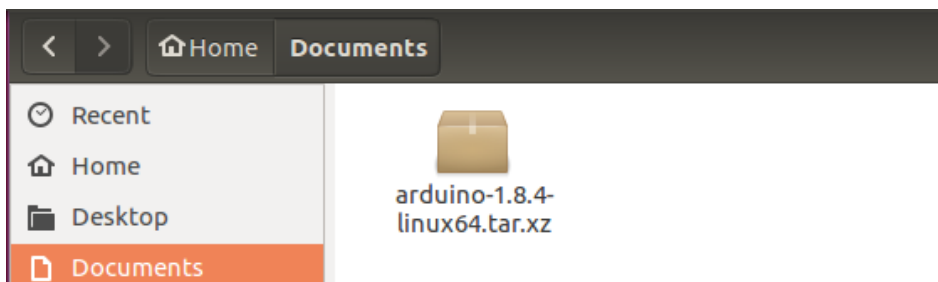 Home Documents
Recent
Home
Desktop
Documents
arduino-1.8.4-
linux64.tar.xz